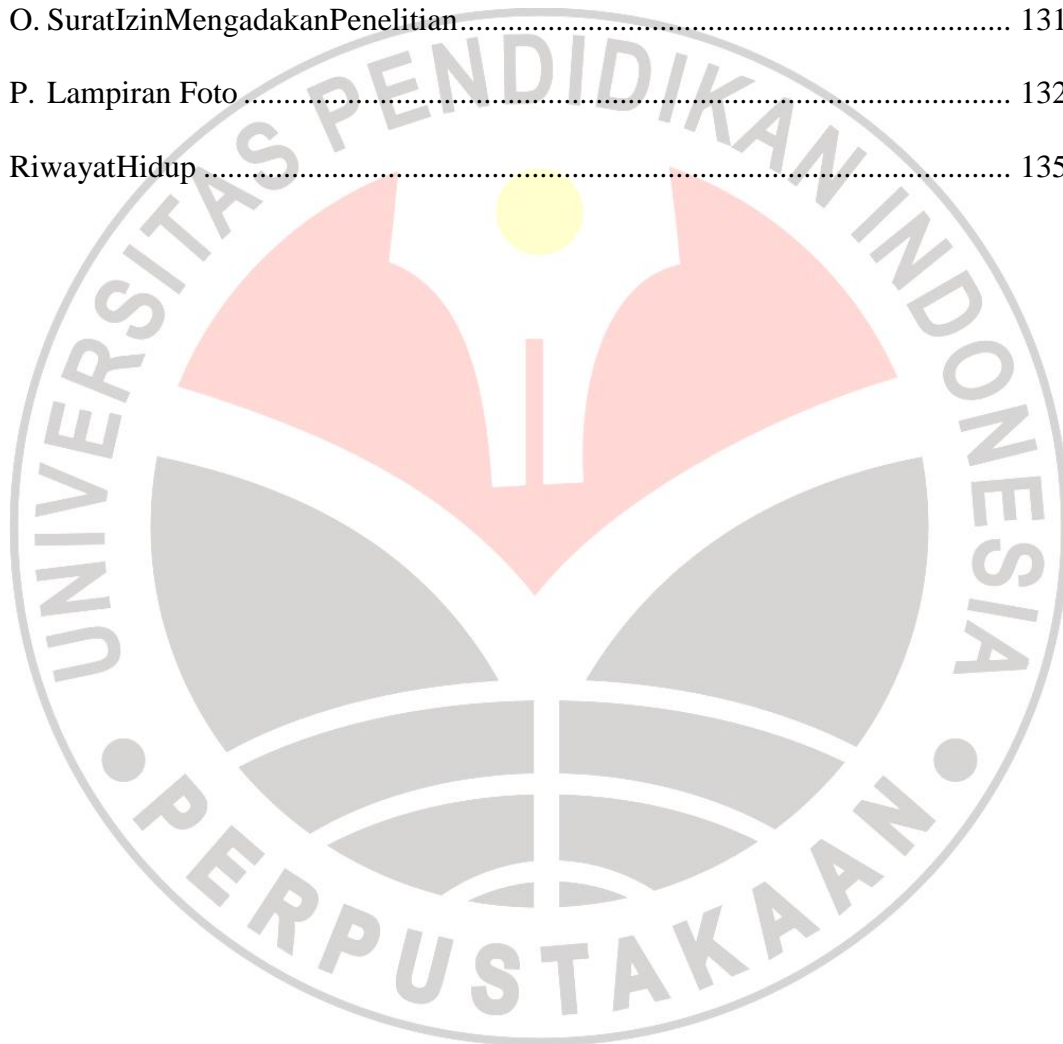 O. SuratIzinMengadakanPenelitian...................................................................... 131
P. Lampiran Foto ................................................................................................. 132
RiwayatHidup ...................................................................................................... 135
UNIVERSITAS PENDIDIKAN INDONESIA
PERPUSTAKAAN